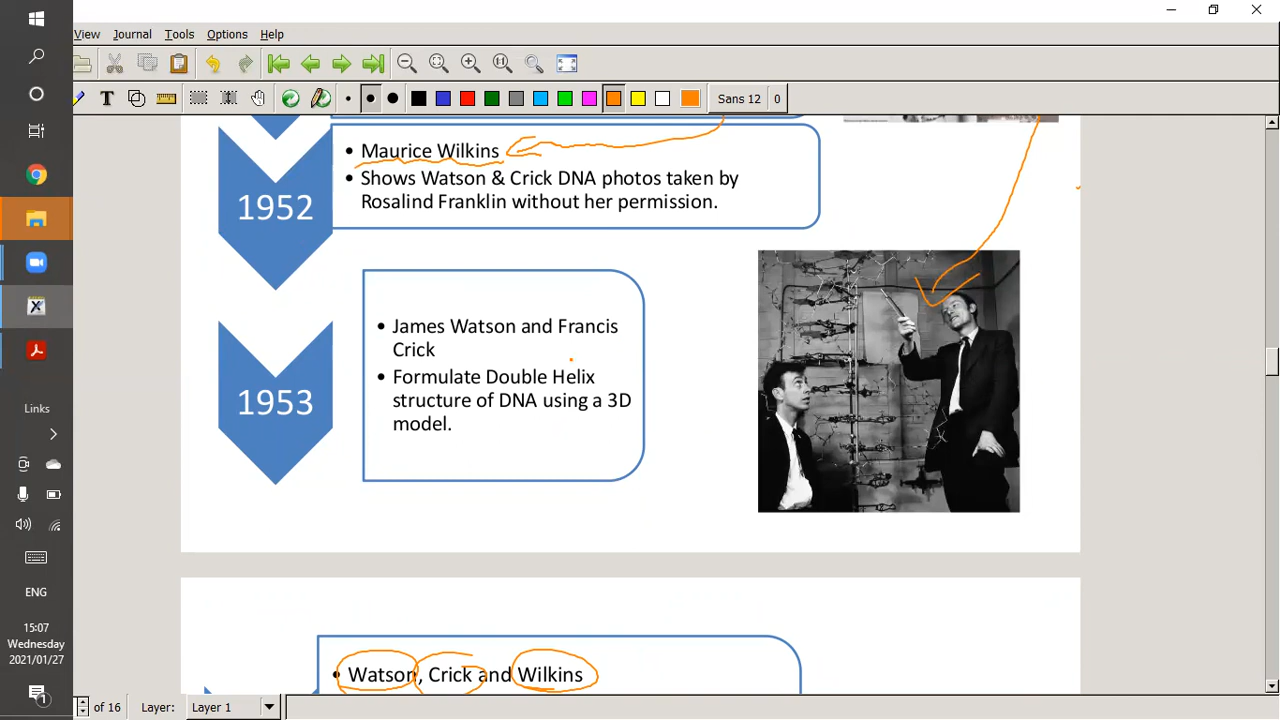 View Journal Tools Options Help
T
Sans 12 0
1952
• Maurice Wilkins
• Shows Watson & Crick DNA photos taken by
Rosalind Franklin without her permission.
1953
• James Watson and Francis
Crick
• Formulate Double Helix
structure of DNA using a 3D
model.
• Watson, Crick and Wilkins
Links
ENG
15:07
Wednesday
2021/01/27
1
of 16 Layer: Layer 1